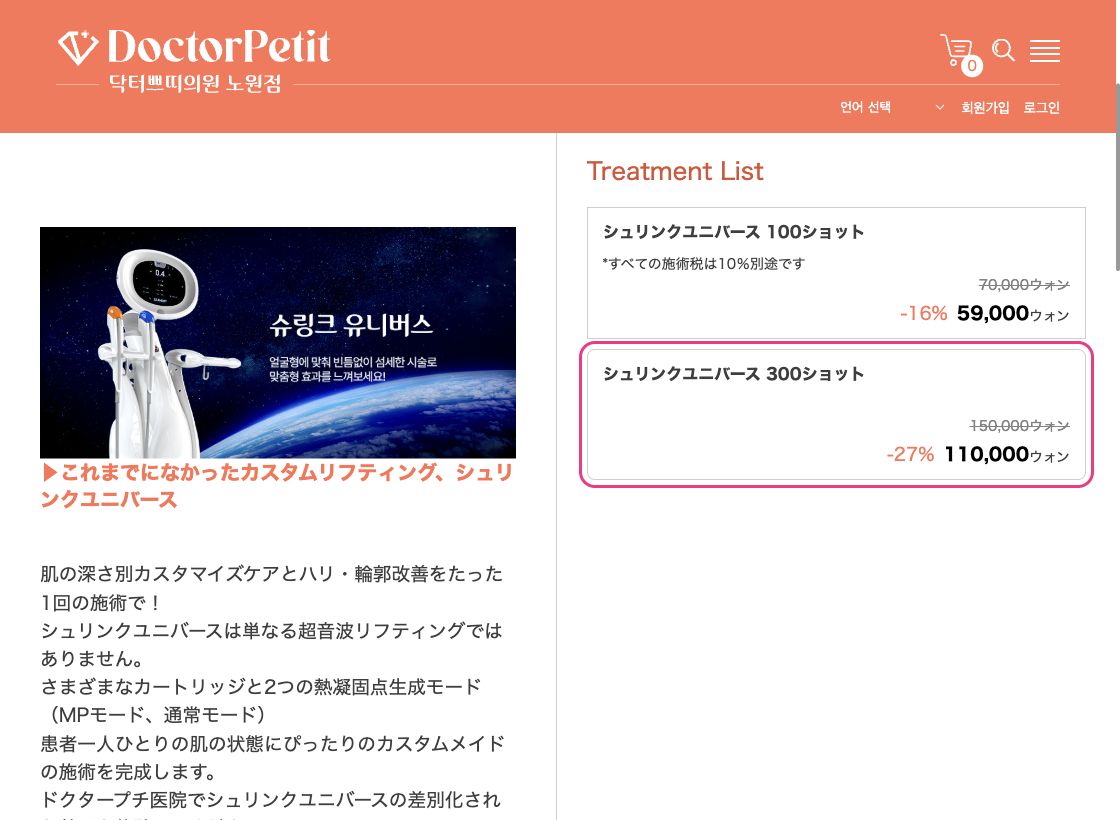 DoctorPetit
닥터쁘띠의원 노원점
0
언어 선택
회원가입
로그인
0.4
슈링크 유니버스
얼굴형에 맞춰 빈틈없이 섬세한 시술로
맞춤형 효과를 느껴보세요!
▶これまでになかったカスタムリフティング、シュリ
ンクユニバース
肌の深さ別カスタマイズケアとハリ・輪郭改善をたった
1回の施術で！
シュリンクユニバースは単なる超音波リフティングでは
ありません。
さまざまなカートリッジと2つの熱凝固点生成モード
（MPモード、通常モード）
患者一人ひとりの肌の状態にぴったりのカスタムメイド
の施術を完成します。
ドクタープチ医院でシュリンクユニバースの差別化され
Treatment List
シュリンクユニバース 100ショット
*すべての施術税は10%別途です
70,000ウォン
-16% 59,000ウォン
シュリンクユニバース 300ショット
150,000ウォン
-27% 110,000ウォン